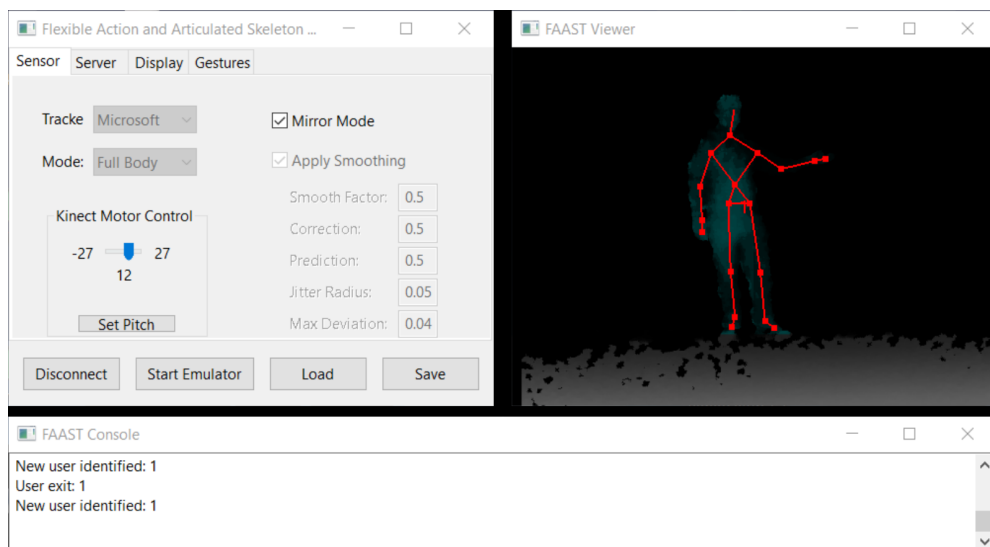 Flexible Action and Articulated Skeleton ...
FAAST Viewer
Sensor Server Display Gestures
Tracke Microsoft
Mirror Mode
Mode: Full Body
Apply Smoothing
Smooth Factor: 0.5
Kinect Motor Control
Correction: 0.5
-27 27
12
Prediction: 0.5
Jitter Radius: 0.05
Set Pitch
Max Deviation: 0.04
Disconnect Start Emulator Load Save
FAAST Console
New user identified: 1
User exit: 1
New user identified: 1